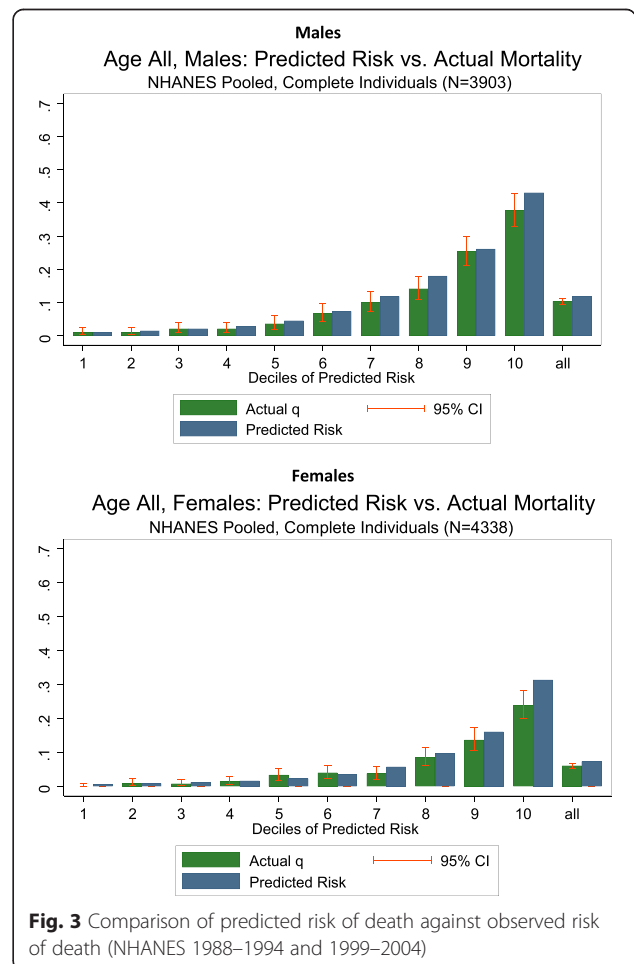 Males
Age All, Males: Predicted Risk vs. Actual Mortality
NHANES Pooled, Complete Individuals (N=3903)
.7
.6
.5
.4
.3
.2
.1
0
1 2 3 4 5 6 7 8 9 10 all
Deciles of Predicted Risk
Actual q 95% CI
Predicted Risk
Females
Age All, Females: Predicted Risk vs. Actual Mortality
NHANES Pooled, Complete Individuals (N=4338)
.7
.6
.5
.4
.3
.2
.1
0
1 2 3 4 5 6 7 8 9 10 all
Deciles of Predicted Risk
Actual q 95% CI
Predicted Risk
Fig. 3 Comparison of predicted risk of death against observed risk
of death (NHANES 1988–1994 and 1999–2004)